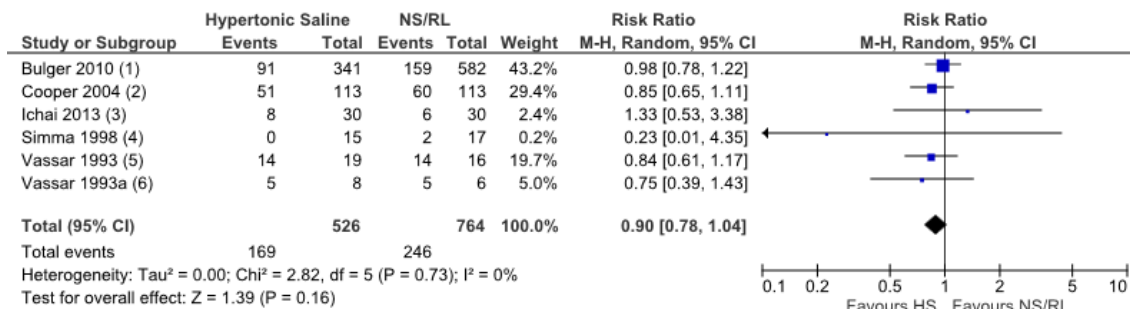 Hypertonic Saline NS/RL Risk Ratio Risk Ratio
Study or Subgroup Events Total Events Total Weight M-H, Random, 95% CI M-H, Random, 95% CI
Bulger 2010 (1) 91 341 159 582 43.2% 0.98 [0.78, 1.22]
Cooper 2004 (2) 51 113 60 113 29.4% 0.85 [0.65, 1.11]
Ichai 2013 (3) 8 30 6 30 2.4% 1.33 [0.53, 3.38]
Simma 1998 (4) 0 15 2 17 0.2% 0.23 [0.01, 4.35]
Vassar 1993 (5) 14 19 14 16 19.7% 0.84 [0.61, 1.17]
Vassar 1993a (6) 5 8 5 6 5.0% 0.75 [0.39, 1.43]
Total (95% CI) 526 764 100.0% 0.90 [0.78, 1.04]
Total events 169 246
Heterogeneity: Tau² = 0.00; Chi² = 2.82, df = 5 (P = 0.73); I² = 0%
Test for overall effect: Z = 1.39 (P = 0.16)
0.1 0.2 0.5 1 2 5 10
Favours HS Favours NS/RL